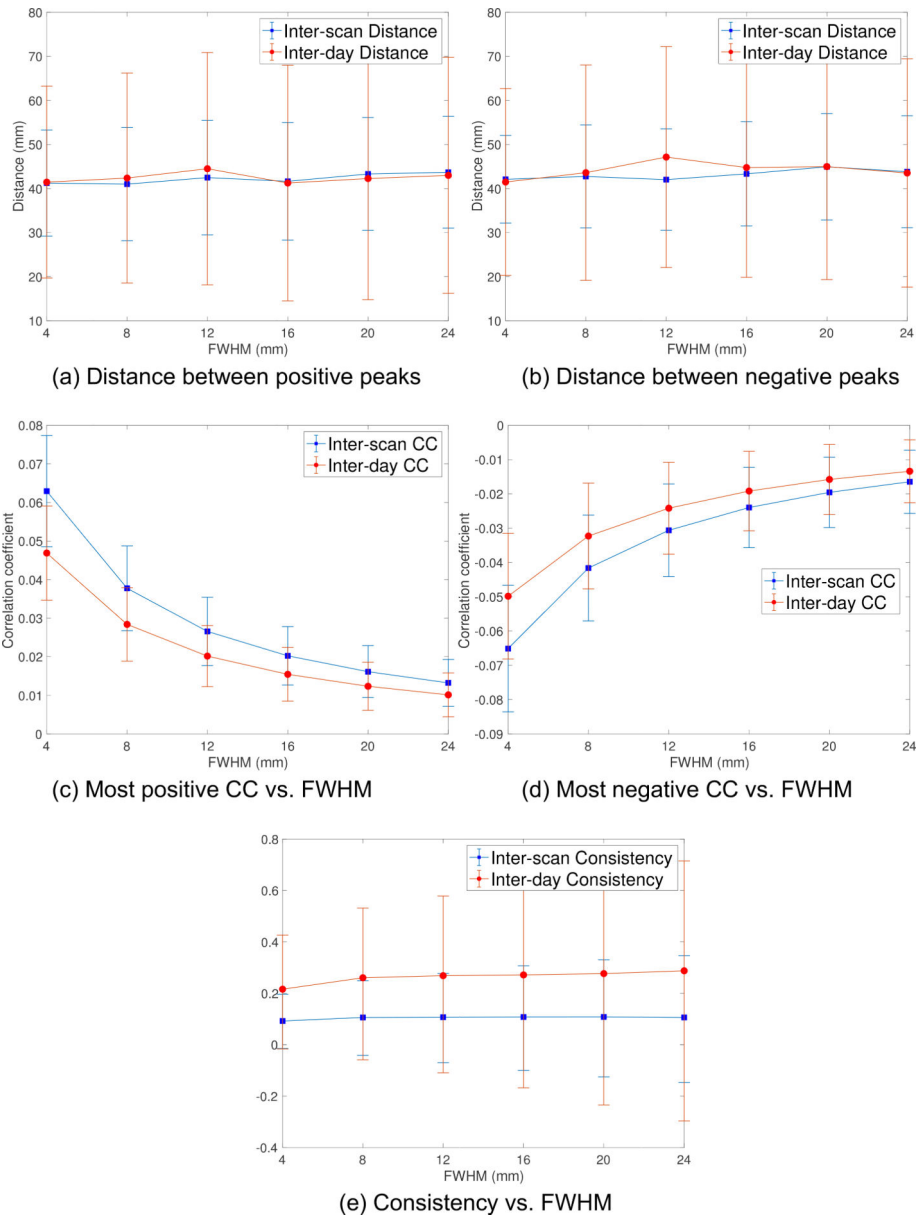 80
70
60
50
40
30
20
10
Distance (mm)
Inter-scan Distance
Inter-day Distance
4 8 12 16 20 24
FWHM (mm)
(a) Distance between positive peaks
80
70
60
50
40
30
20
10
Distance (mm)
Inter-scan Distance
Inter-day Distance
4 8 12 16 20 24
FWHM (mm)
(b) Distance between negative peaks
0.08
0.07
0.06
0.05
0.04
0.03
0.02
0.01
0
Correlation coefficient
Inter-scan CC
Inter-day CC
4 8 12 16 20 24
FWHM (mm)
(c) Most positive CC vs. FWHM
0
-0.01
-0.02
-0.03
-0.04
-0.05
-0.06
-0.07
-0.08
-0.09
Correlation coefficient
Inter-scan CC
Inter-day CC
4 8 12 16 20 24
FWHM (mm)
(d) Most negative CC vs. FWHM
0.8
0.6
0.4
0.2
0
-0.2
-0.4
Inter-scan Consistency
Inter-day Consistency
4 8 12 16 20 24
FWHM (mm)
(e) Consistency vs. FWHM